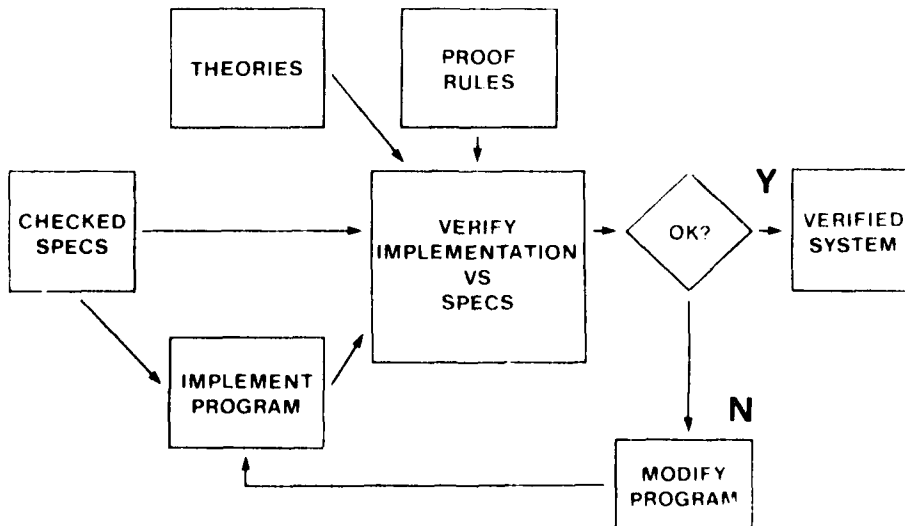 THEORIES
PROOF
RULES
CHECKED
SPECS
VERIFY
IMPLEMENTATION
VS
SPECS
OK?
Y
VERIFIED
SYSTEM
IMPLEMENT
PROGRAM
N
MODIFY
PROGRAM